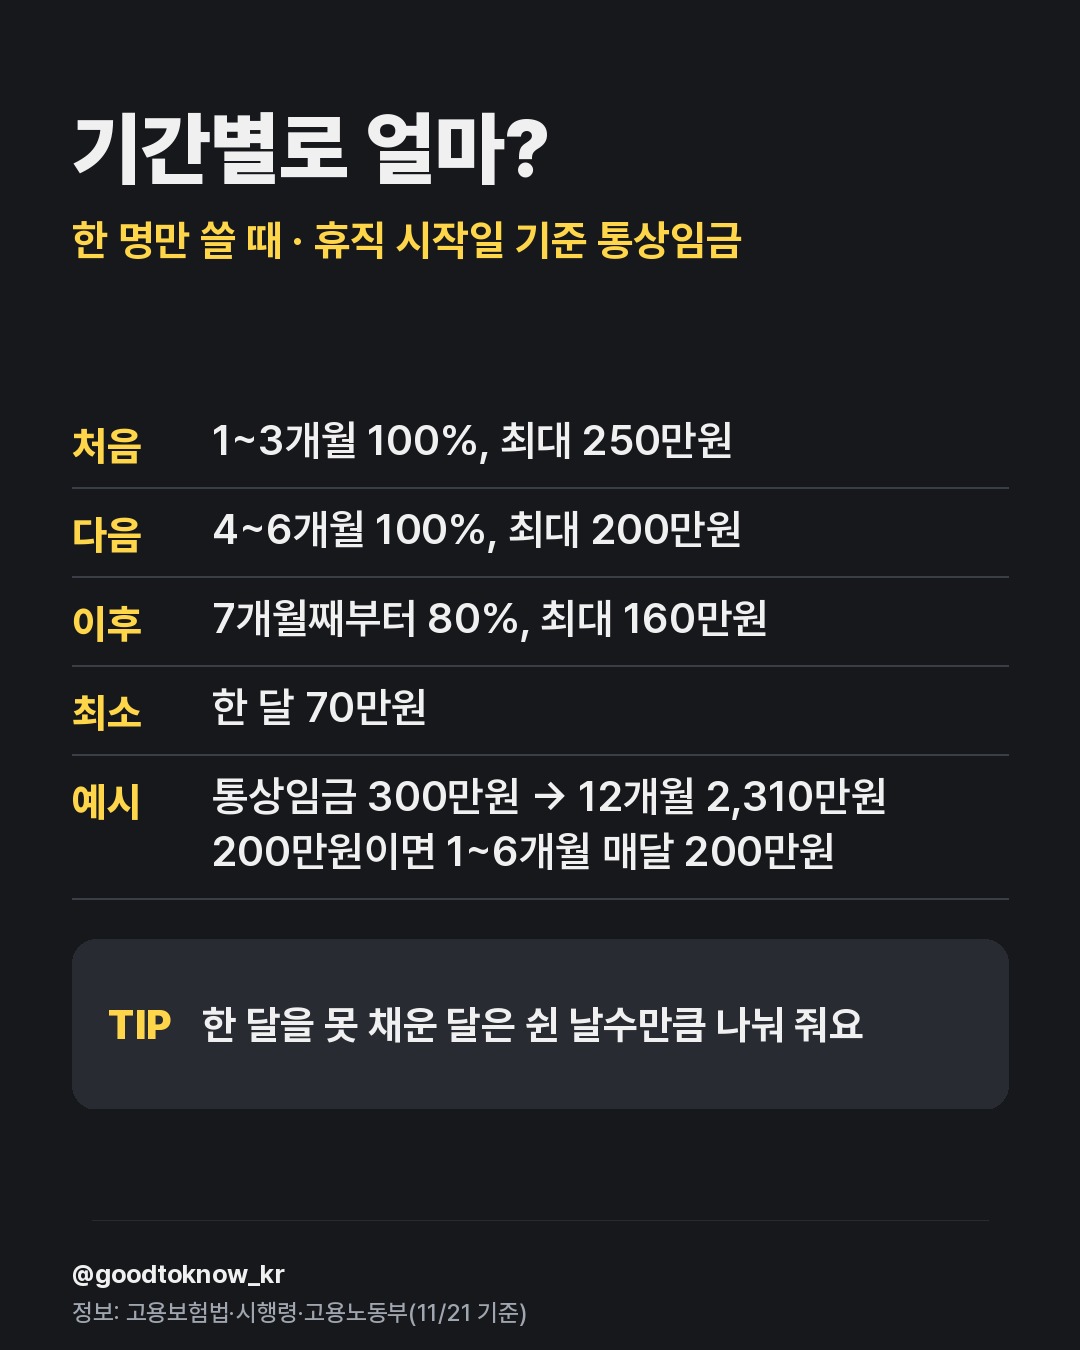 기간별로 얼마?
한 명만 쓸 때 · 휴직 시작일 기준 통상임금
처음 1~3개월 100%, 최대 250만원
다음 4~6개월 100%, 최대 200만원
이후 7개월째부터 80%, 최대 160만원
최소 한 달 70만원
예시 통상임금 300만원 → 12개월 2,310만원
200만원이면 1~6개월 매달 200만원
TIP 한 달을 못 채운 달은 쉰 날수만큼 나눠 줘요
@goodtoknow_kr
정보: 고용보험법·시행령·고용노동부(11/21 기준)